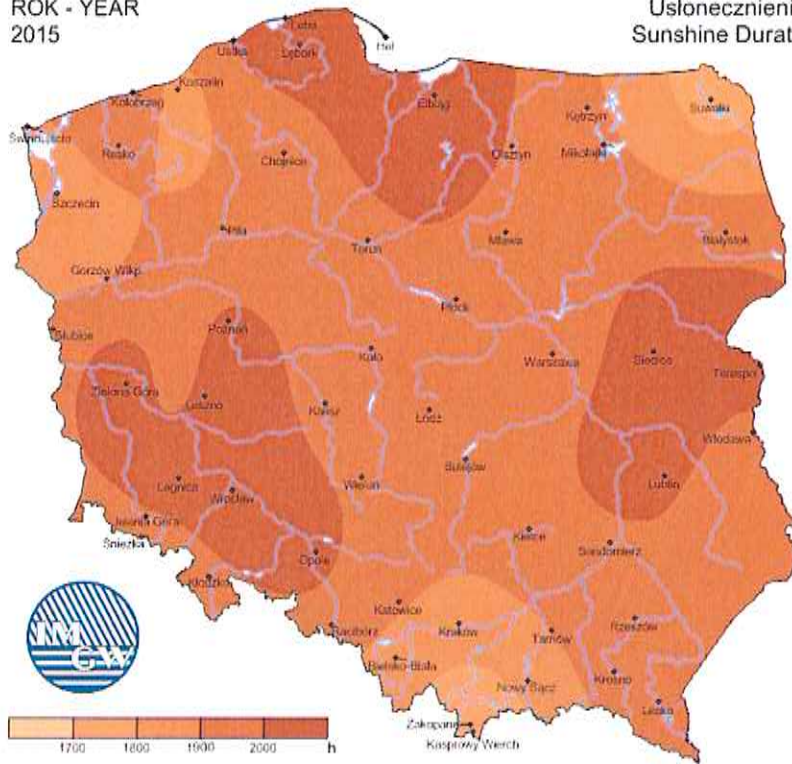 ROK - YEAR
2015
Usłonecznieni
Sunshine Durat
Łeba
Ustka
Lębork
Hel
Koszalin
Kołobrzeg
Elbląg
Suwałki
Kętrzyn
Świnoujście
Resko
Chojnice
Olsztyn
Mikołajki
Szczecin
Piła
Toruń
Mława
Białystok
Gorzów Wlkp.
Płock
Słubice
Poznań
Koło
Warszawa
Siedlce
Terespol
Zielona Góra
Leszno
Kalisz
Łódź
Włodawa
Sulejów
Legnica
Wrocław
Wieluń
Lublin
Jelenia Góra
Śnieżka
Kielce
Sandomierz
Opole
Kłodzko
Katowice
Racibórz
Kraków
Tarnów
Rzeszów
Bielsko-Biała
Nowy Sącz
Krosno
Lesko
Zakopane
Kasprowy Wierch
IM
GW
1700 1800 1900 2000 h